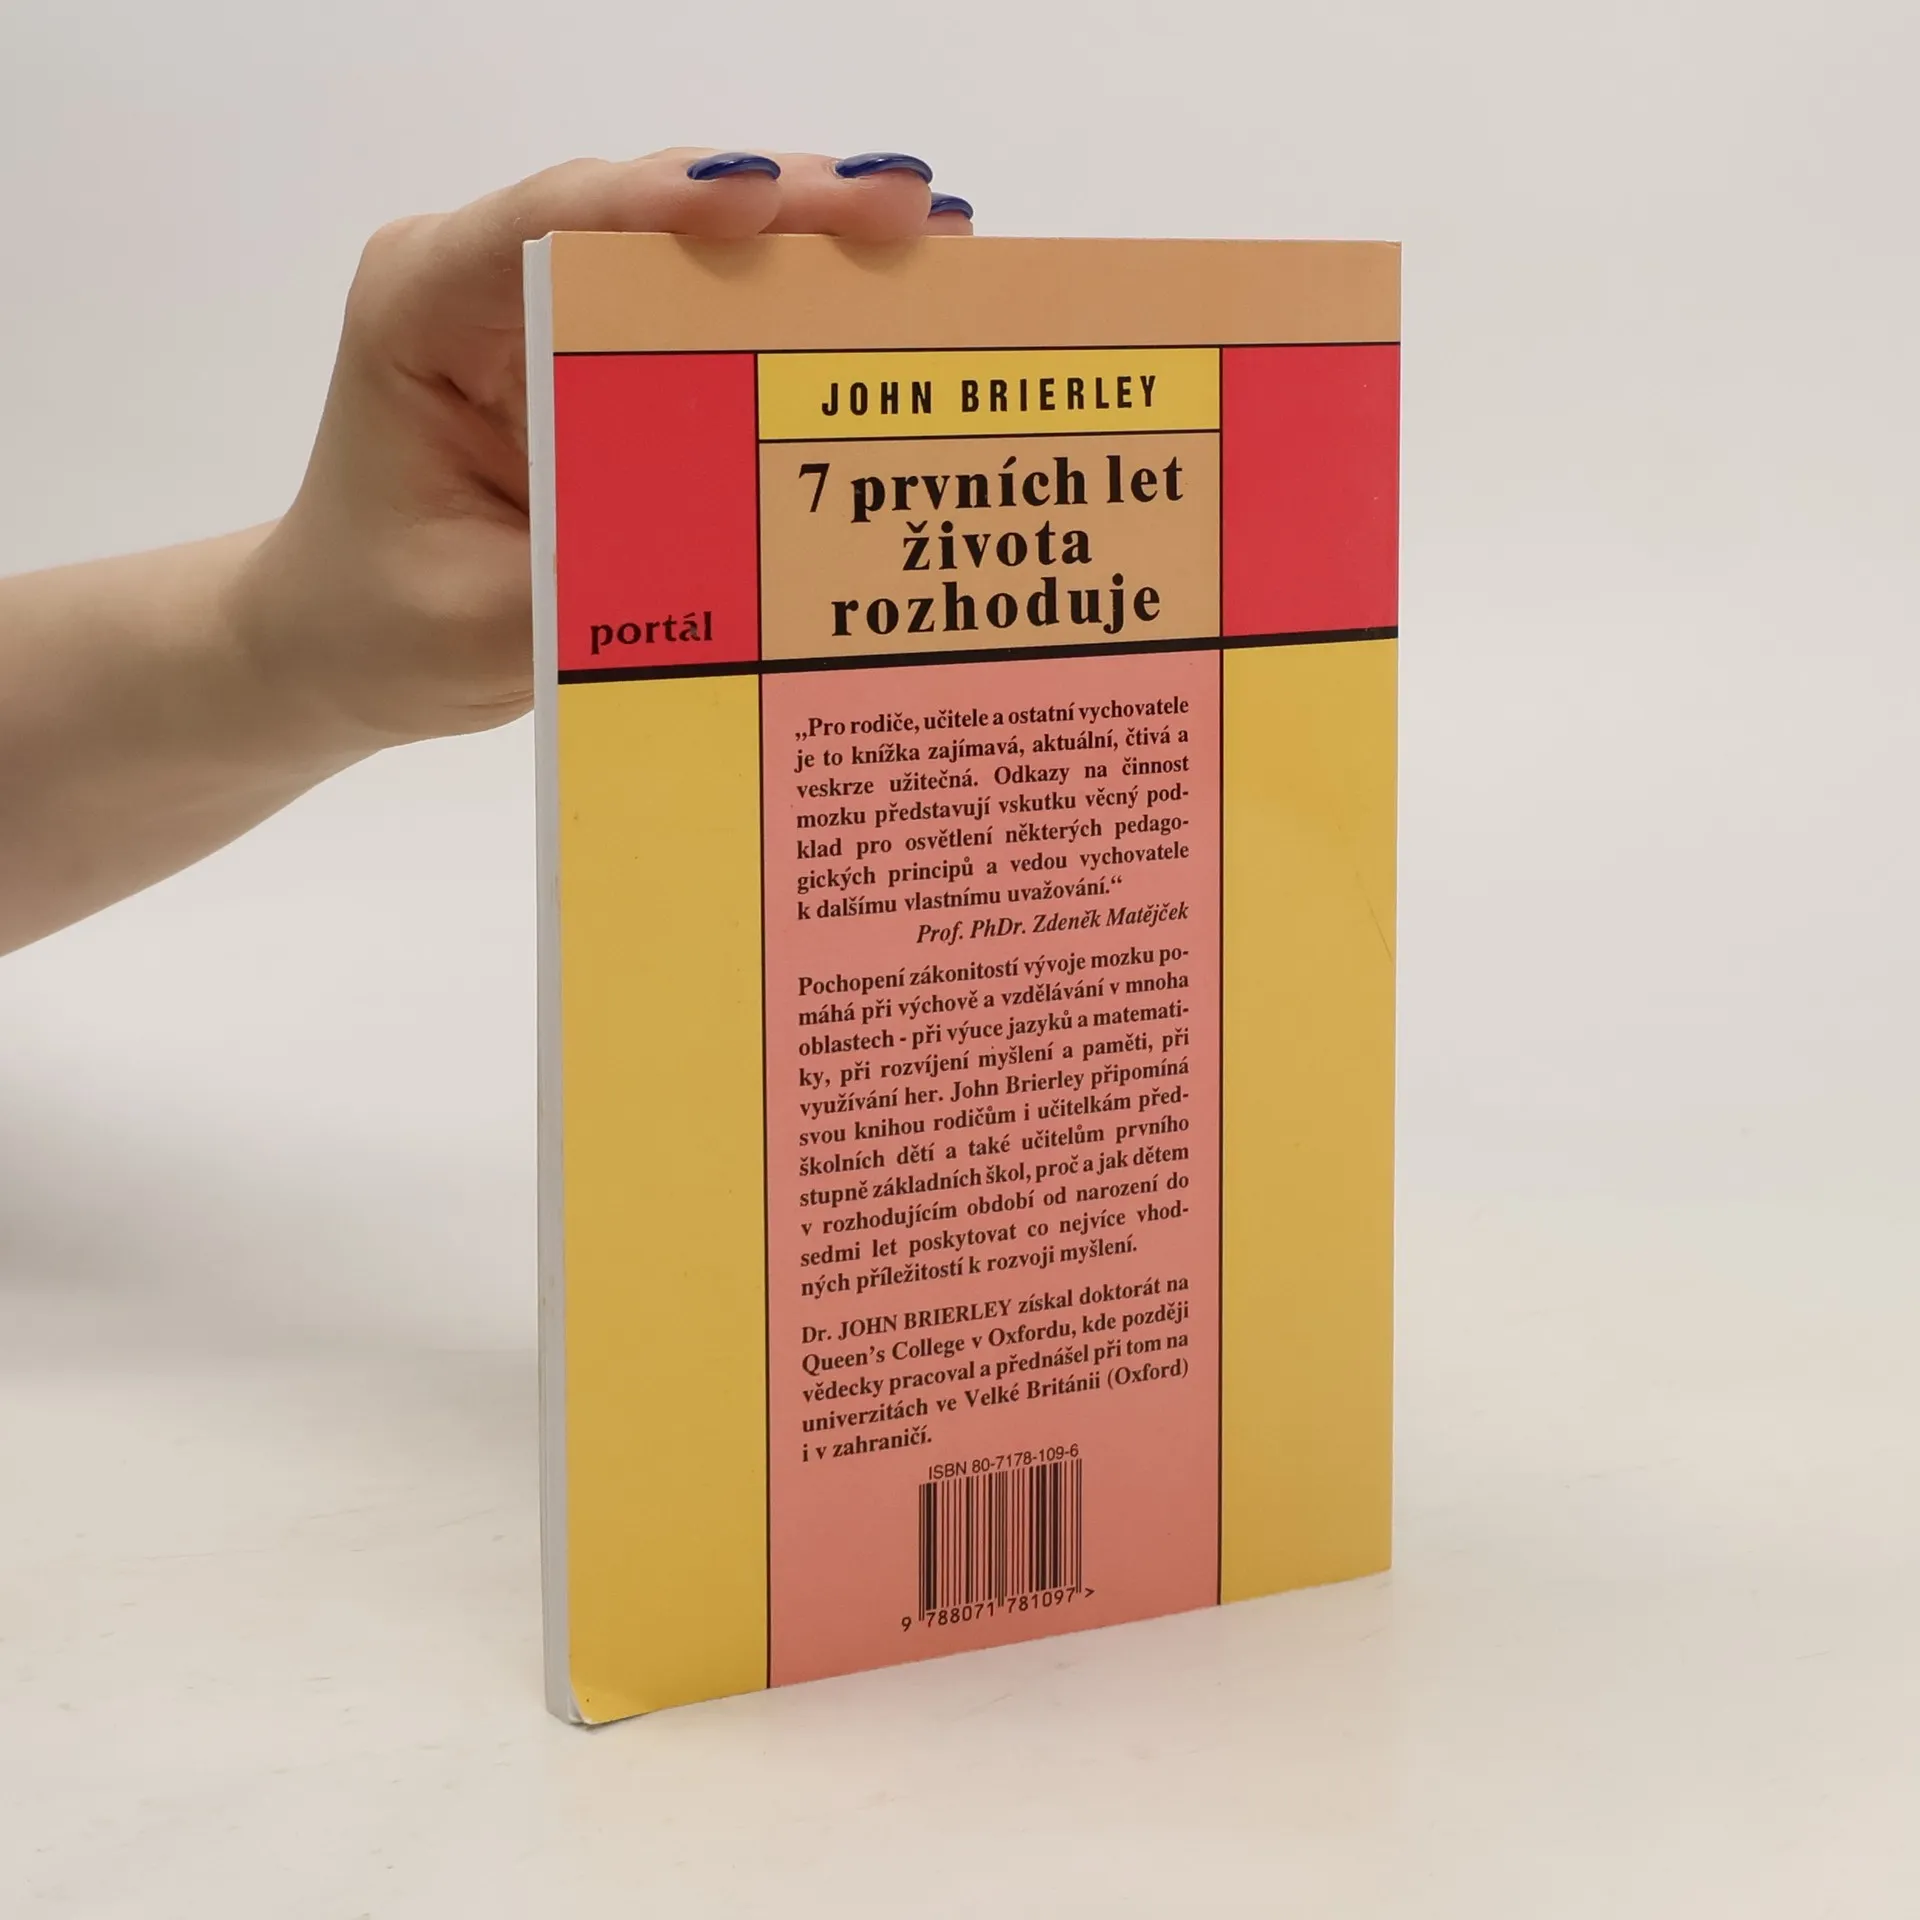 JOHN BRIERLEY
7 prvních let
života
rozhoduje
portál
„Pro rodiče, učitele a ostatní vychovatele
je to knížka zajímavá, aktuální, čtivá a
veskrze užitečná. Odkazy na činnost
mozku představují vskutku věcný pod-
klad pro osvětlení některých pedago-
gických principů a vedou vychovatele
k dalšímu vlastnímu uvažování.“
Prof. PhDr. Zdeněk Matějček
Pochopení zákonitostí vývoje mozku po-
máhá při výchově a vzdělávání v mnoha
oblastech - při výuce jazyků a matemati-
ky, při rozvíjení myšlení a paměti, při
využívání her. John Brierley připomíná
svou knihou rodičům i učitelkám před-
školních dětí a také učitelům prvního
stupně základních škol, proč a jak dětem
v rozhodujícím období od narození do
sedmi let poskytovat co nejvíce vhod-
ných příležitostí k rozvoji myšlení.
Dr. JOHN BRIERLEY získal doktorát na
Queen’s College v Oxfordu, kde později
vědecky pracoval a přednášel při tom na
univerzitách ve Velké Británii (Oxford)
i v zahraničí.
ISBN 80-7178-109-6
9 788071 781097 >